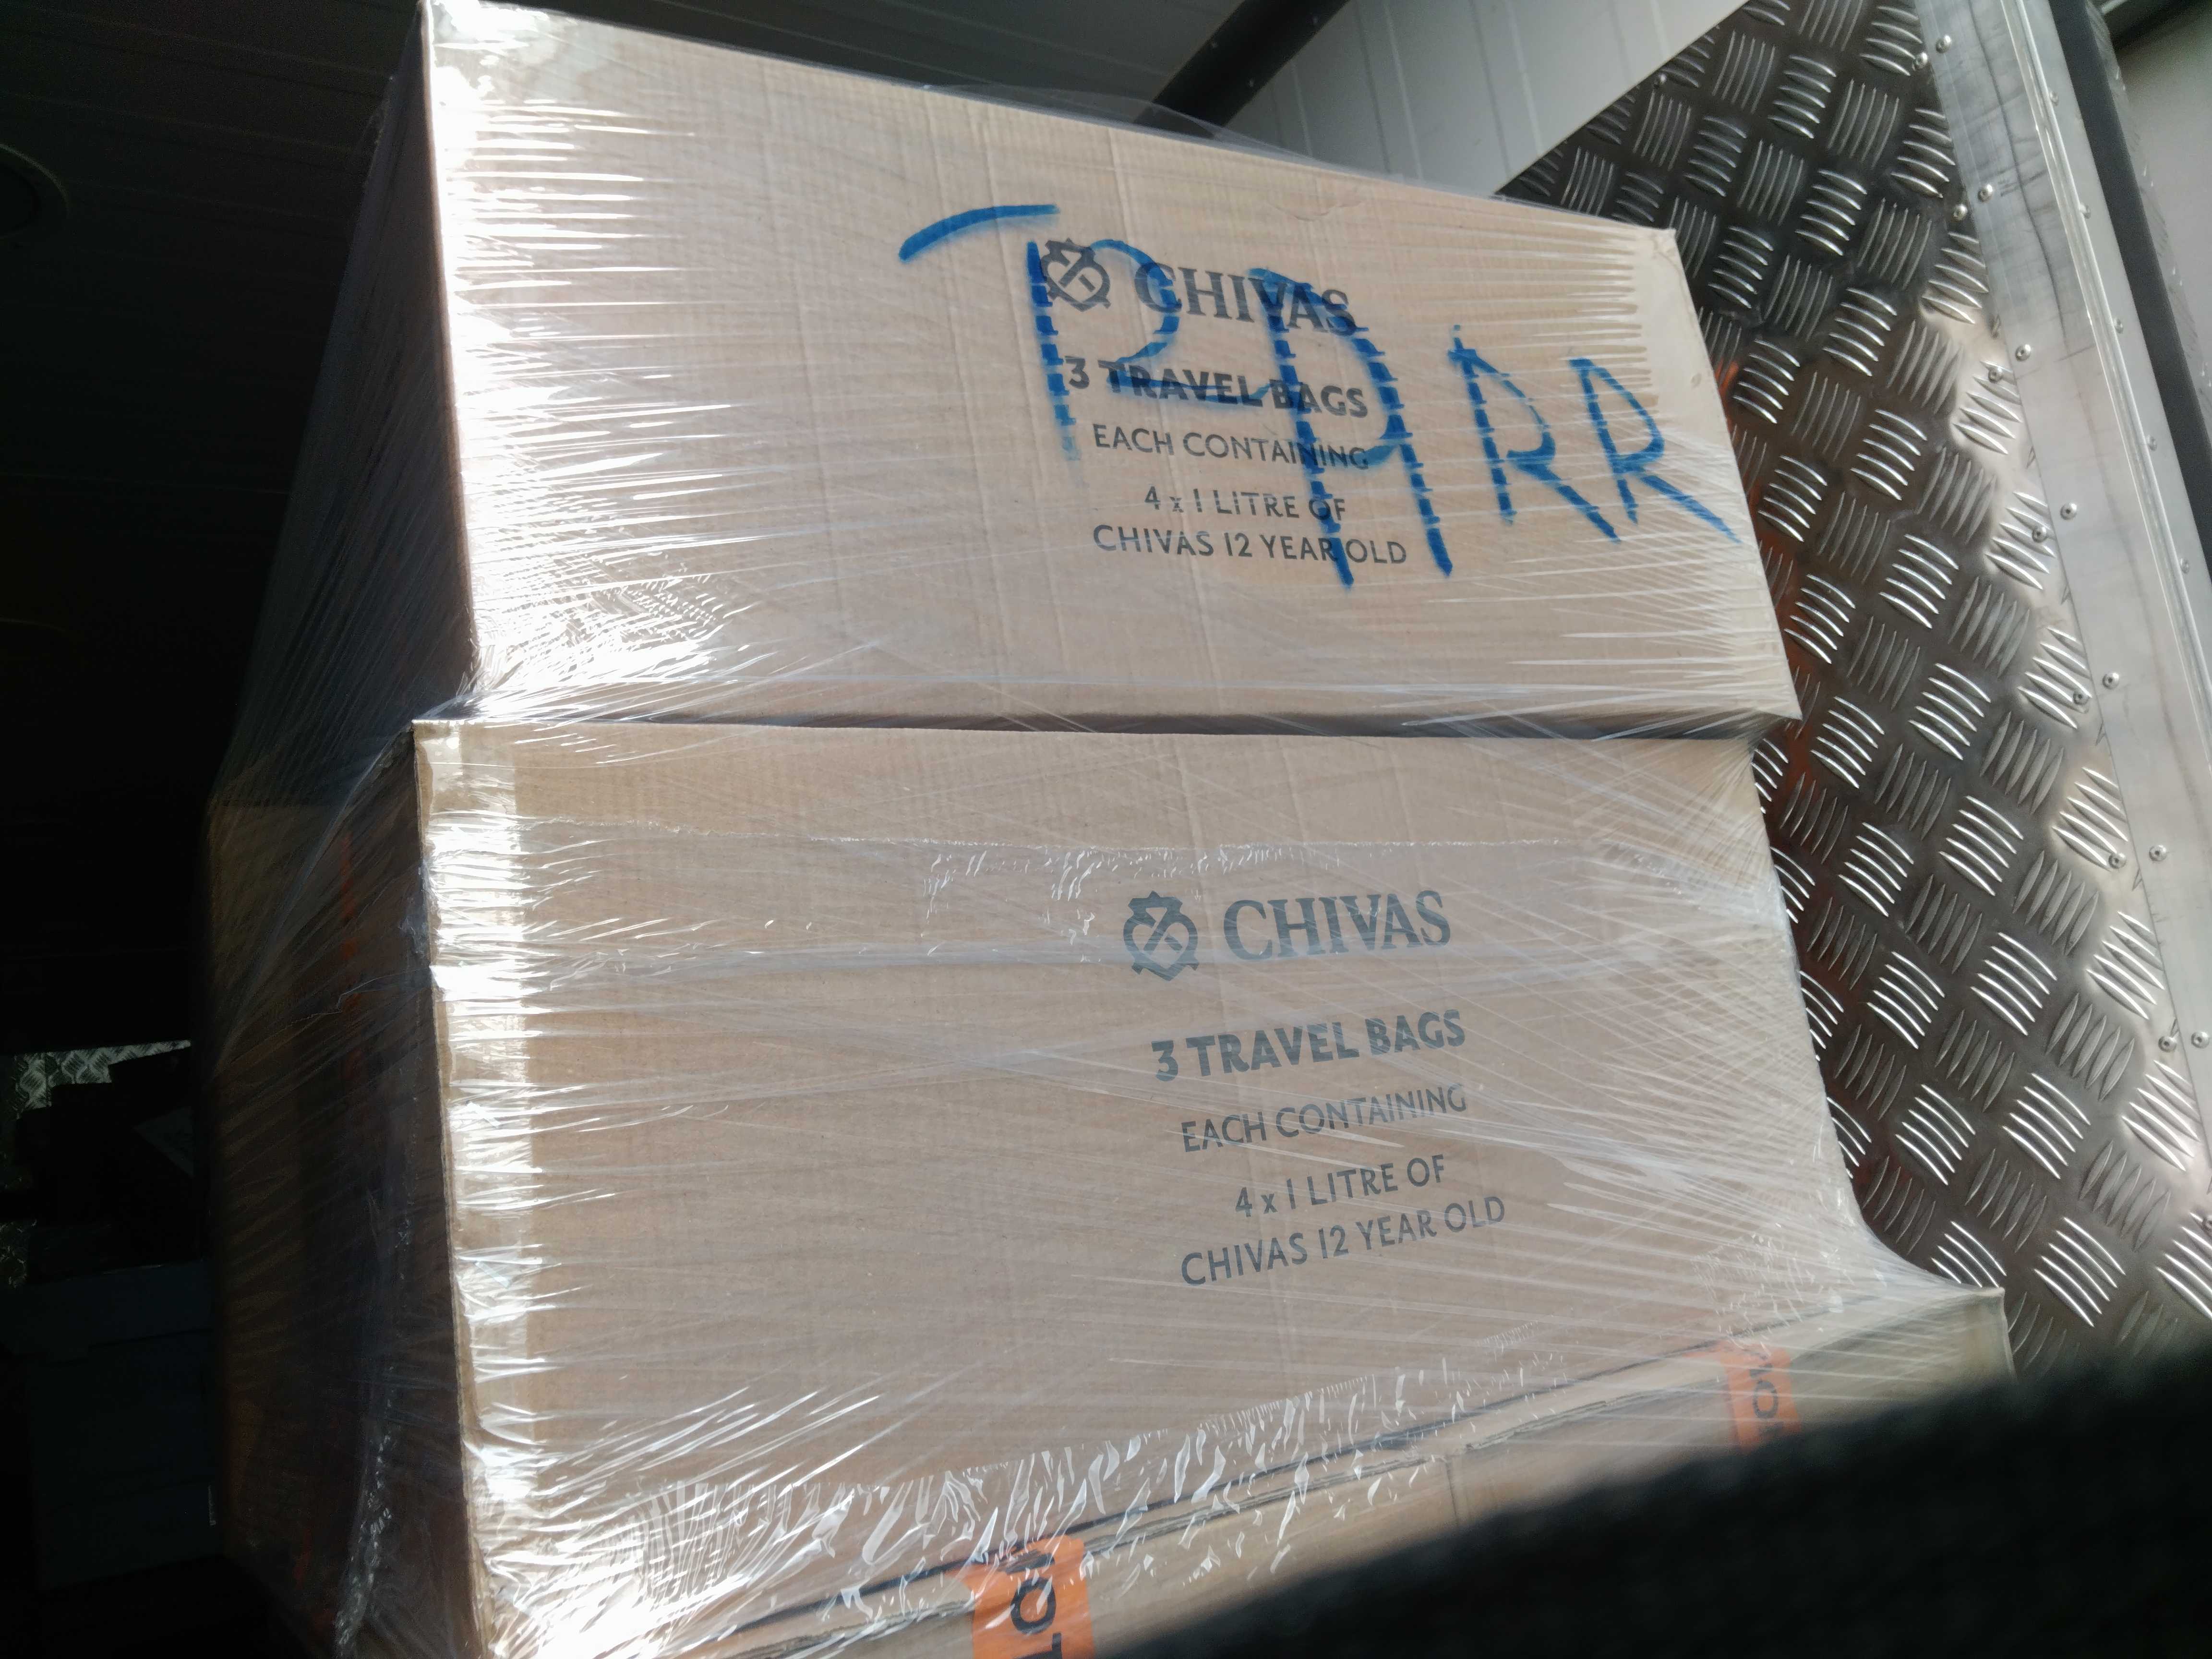 CHIVAS
3 TRAVEL BAGS
EACH CONTAINING
4 x 1 LITRE OF
CHIVAS 12 YEAR OLD
CHIVAS
3 TRAVEL BAGS
EACH CONTAINING
4 x 1 LITRE OF
CHIVAS 12 YEAR OLD